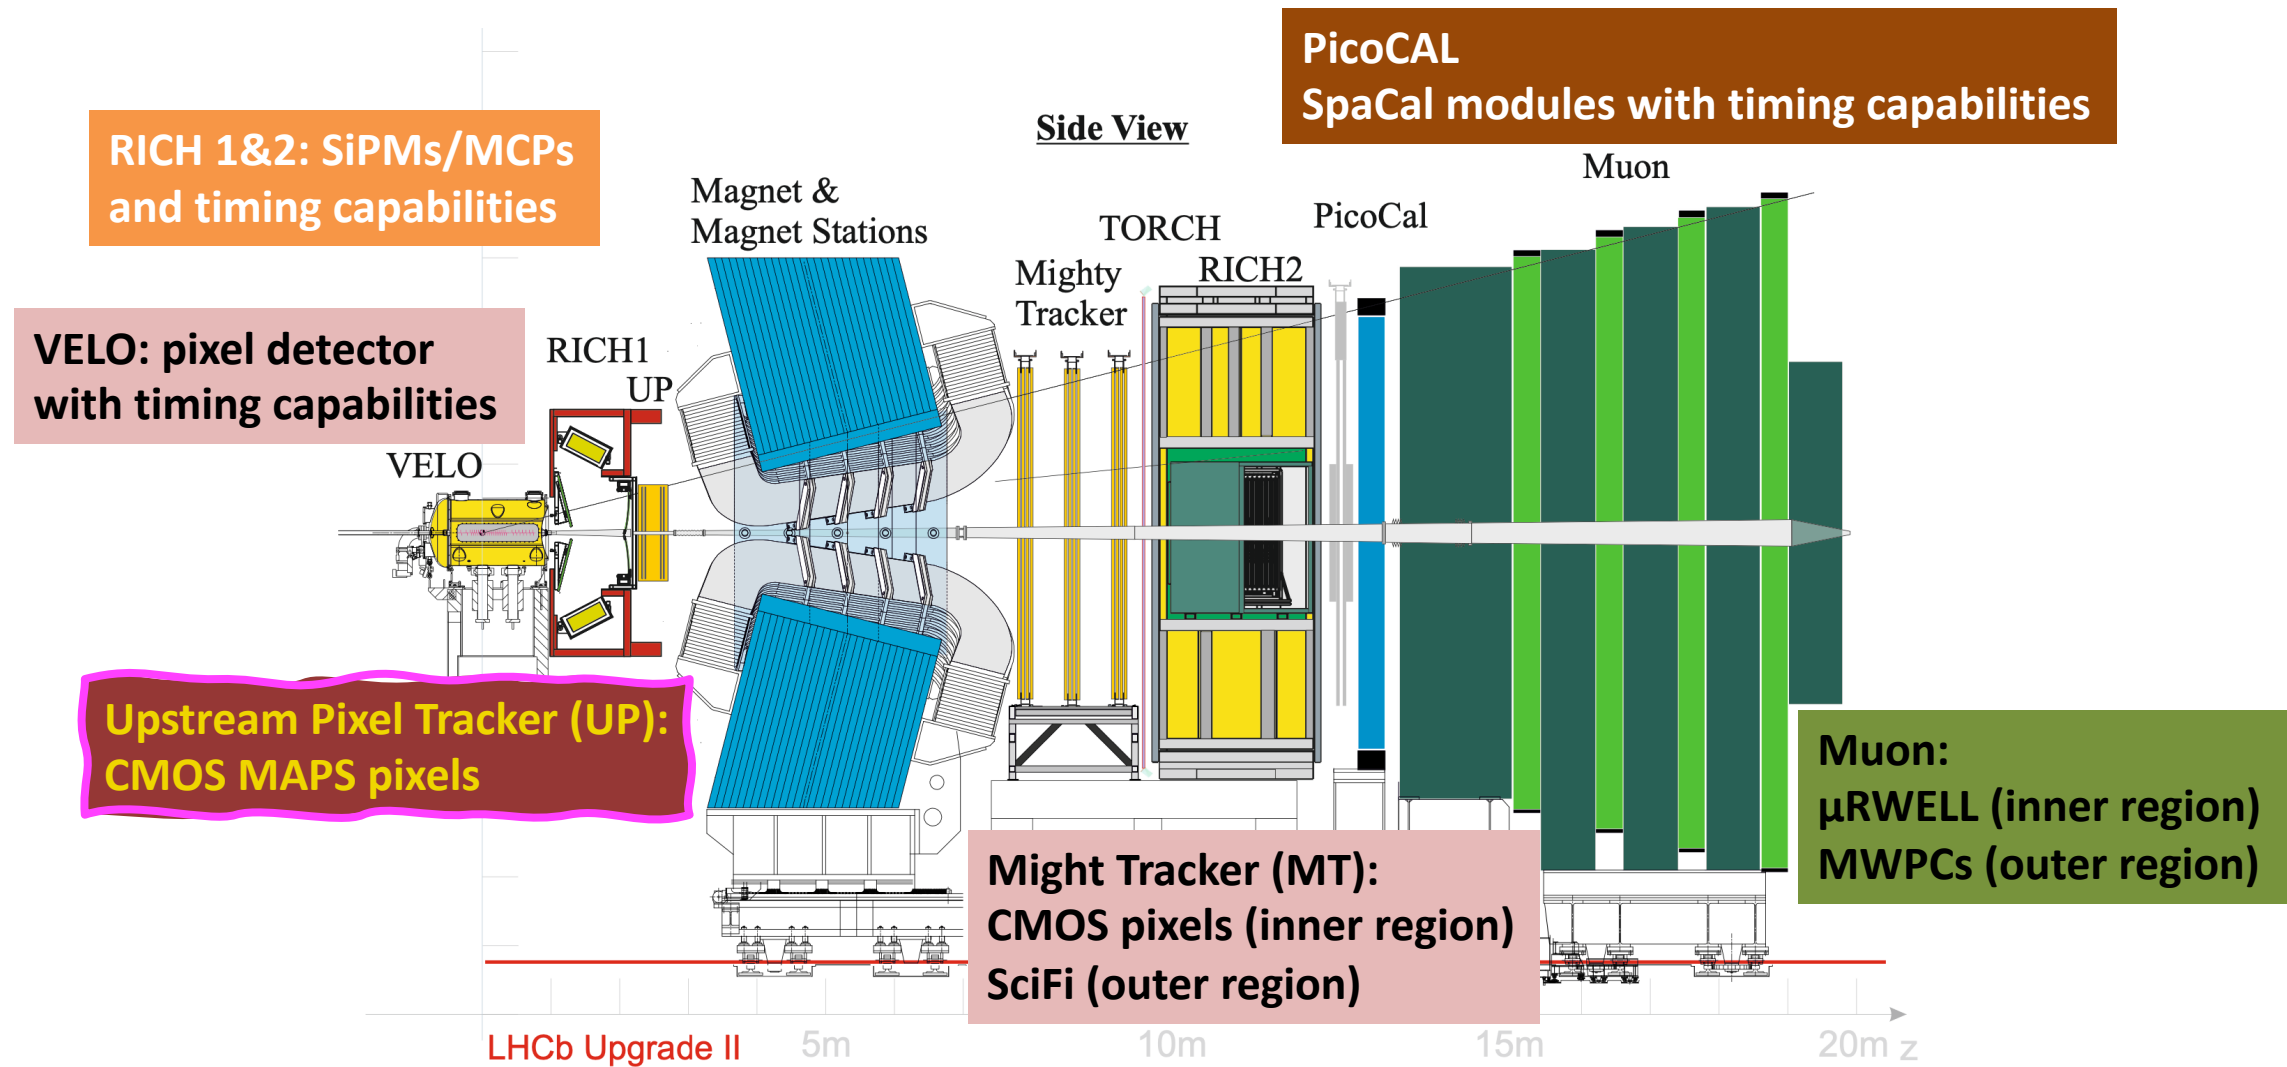 PicoCAL
SpaCal modules with timing capabilities
Side View
RICH 1&2: SiPMs/MCPs
and timing capabilities
Muon
Magnet &
Magnet Stations
PicoCal
TORCH
RICH2
Mighty
Tracker
VELO: pixel detector
with timing capabilities
RICH1
UP
VELO
Upstream Pixel Tracker (UP):
CMOS MAPS pixels
Muon:
µRWELL (inner region)
MWPCs (outer region)
Might Tracker (MT):
CMOS pixels (inner region)
SciFi (outer region)
LHCb Upgrade II
5m
10m
15m
20m
z